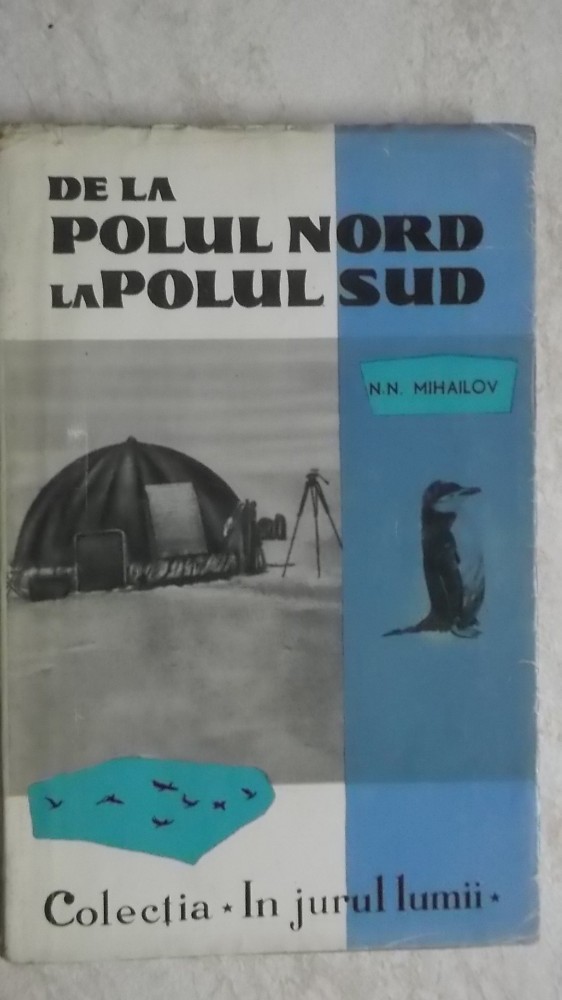 DE LA
POLUL NORD
LA POLUL SUD
N.N. MIHAILOV
Colecția * In jurul lumii *